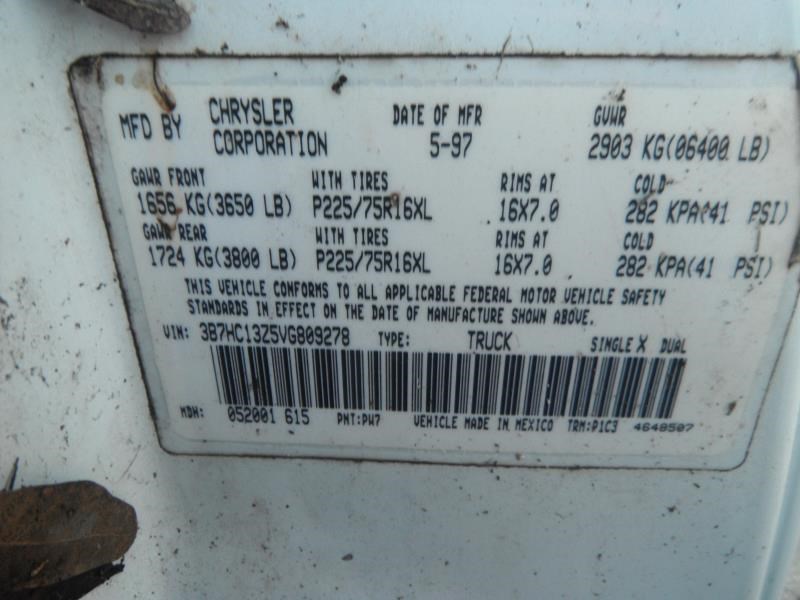 MFD BY CHRYSLER CORPORATION DATE OF MFR 5-97 GVWR 2903 KG(06400 LB)
GAWR FRONT WITH TIRES RIMS AT COLD
1656 KG(3650 LB) P225/75R16XL 16X7.0 282 KPA(41 PSI)
GAWR REAR WITH TIRES RIMS AT COLD
1724 KG(3800 LB) P225/75R16XL 16X7.0 282 KPA(41 PSI)
THIS VEHICLE CONFORMS TO ALL APPLICABLE FEDERAL MOTOR VEHICLE SAFETY
STANDARDS IN EFFECT ON THE DATE OF MANUFACTURE SHOWN ABOVE.
VIN: 3B7HC13Z5VG809278 TYPE: TRUCK SINGLE X DUAL
MDH: 052001 615 PNT:PW7 VEHICLE MADE IN MEXICO TRM:P1C3 4648507